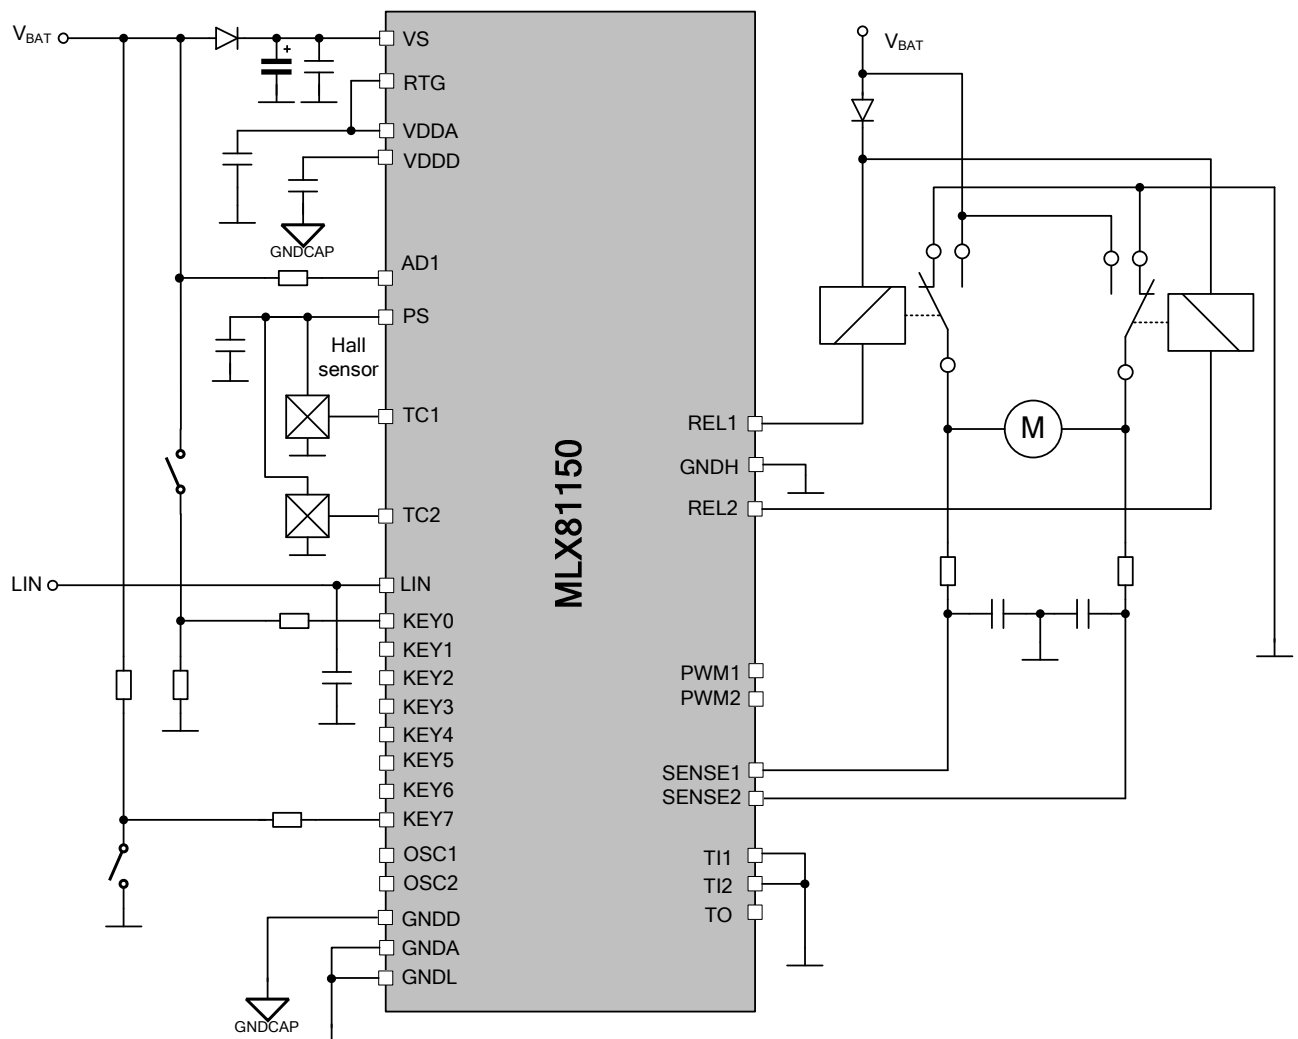 VBAT
+
VS
RTG
VDDA
VDDD
GNDCAP
AD1
PS
Hall
sensor
TC1
TC2
LIN
LIN
KEY0
KEY1
KEY2
KEY3
KEY4
KEY5
KEY6
KEY7
OSC1
OSC2
GNDD
GNDA
GNDL
GNDCAP
MLX81150
REL1
GNDH
REL2
PWM1
PWM2
SENSE1
SENSE2
TI1
TI2
TO
VBAT
M